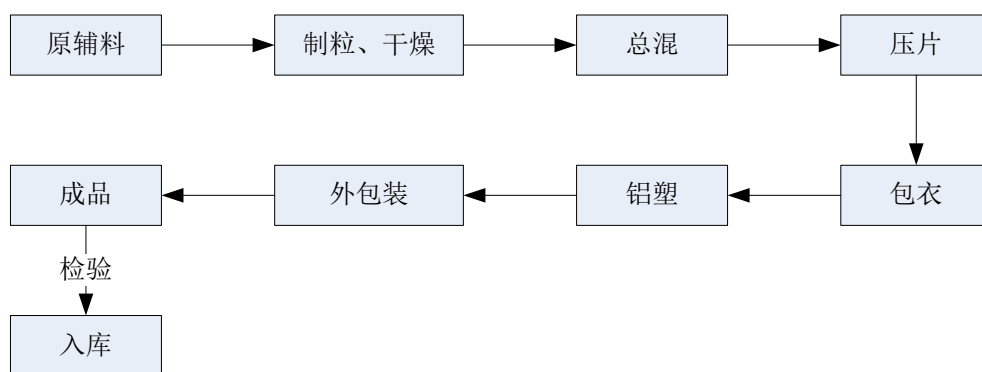 原辅料
制粒、干燥
总混
压片
包衣
铝塑
外包装
成品
检验
入库